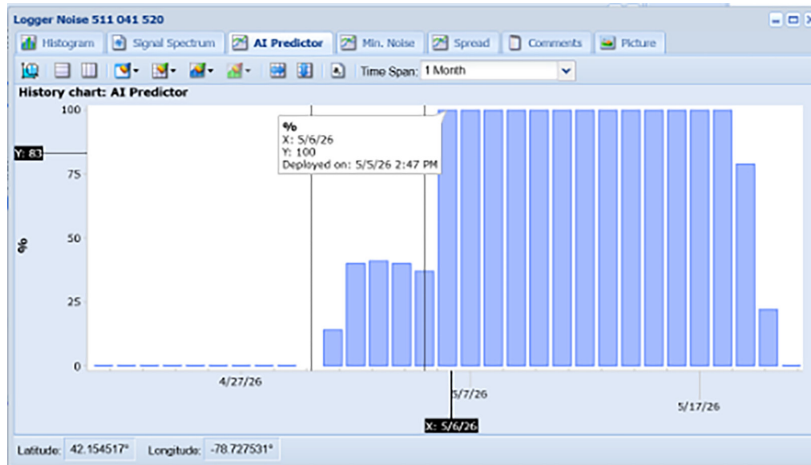 Logger Noise 511 041 520
Histogram Signal Spectrum AI Predictor Min. Noise Spread Comments Picture
Time Span: 1 Month
History chart: AI Predictor
100
%
X: 5/6/26
Y: 100
Deployed on: 5/5/26 2:47 PM
Y: 83
75
%
50
25
0
4/27/26
5/7/26
5/17/26
X: 5/6/26
Latitude: 42.154517° Longitude: -78.727531°